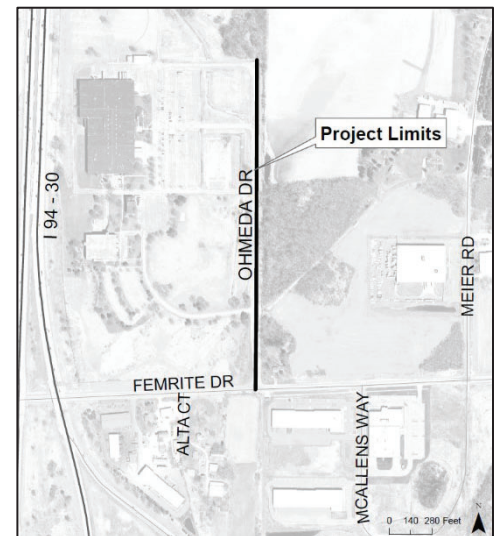 Project Limits
I 94 - 30
OHMEDA DR
MEIER RD
FEMRITE DR
ALTA CT
MCALLENS WAY
N
0 140 280 Feet